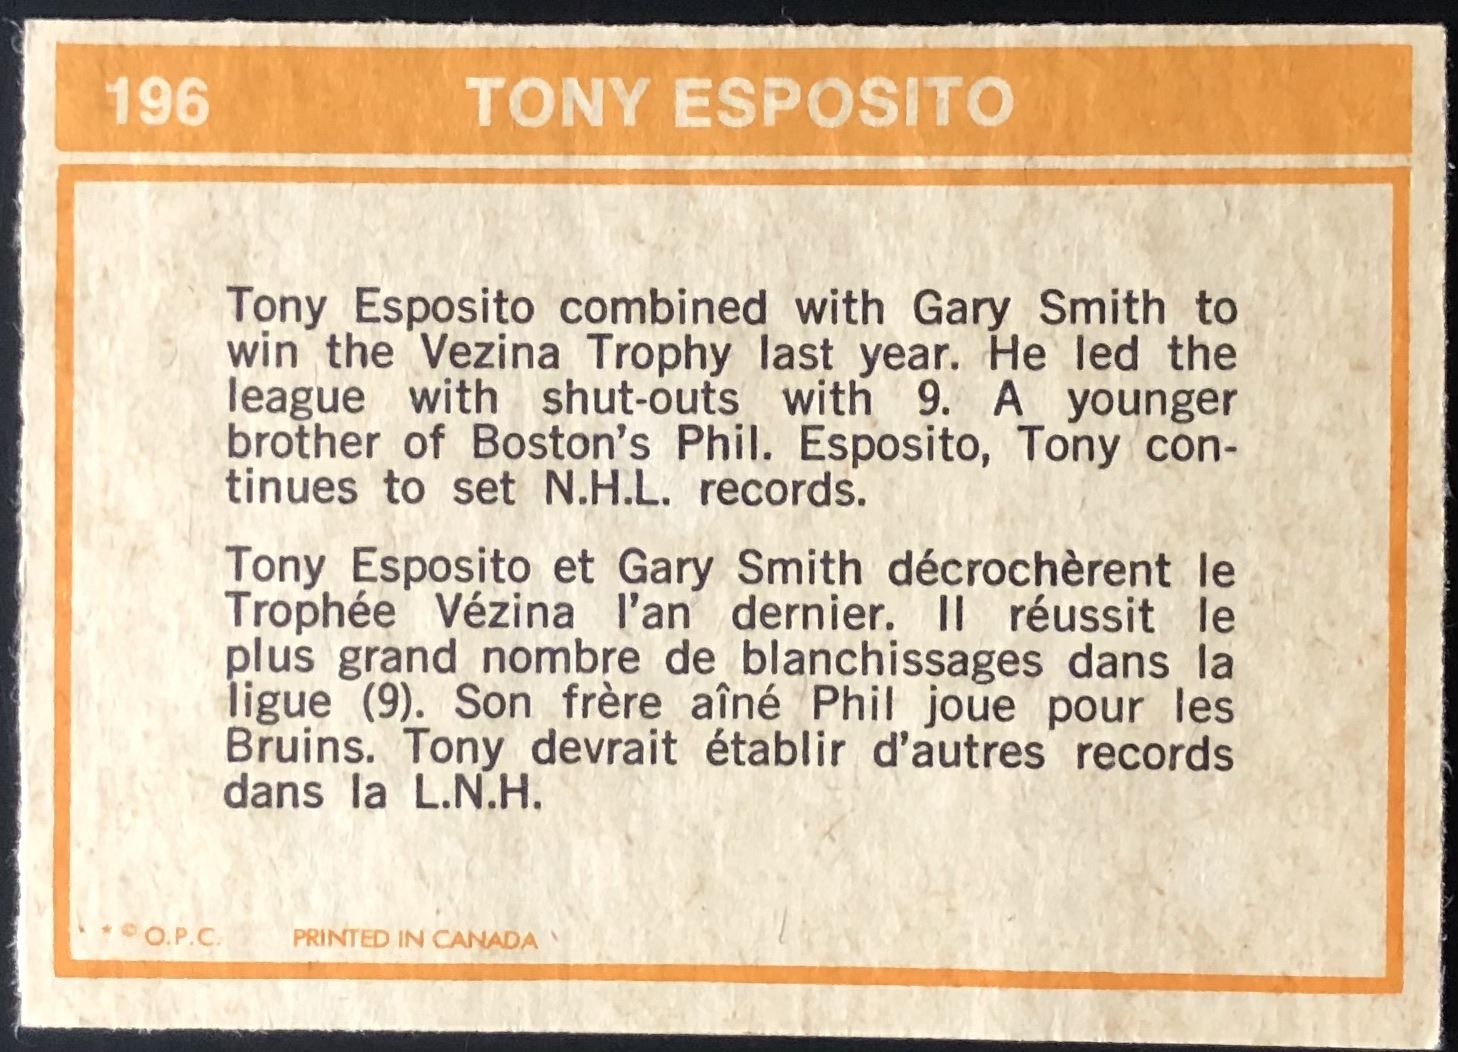 196 TONY ESPOSITO
Tony Esposito combined with Gary Smith to
win the Vezina Trophy last year. He led the
league with shut-outs with 9. A younger
brother of Boston's Phil. Esposito, Tony con-
tinues to set N.H.L. records.
Tony Esposito et Gary Smith décrochèrent le
Trophée Vézina l'an dernier. Il réussit le
plus grand nombre de blanchissages dans la
ligue (9). Son frère aîné Phil joue pour les
Bruins. Tony devrait établir d'autres records
dans la L.N.H.
* © O.P.C. PRINTED IN CANADA